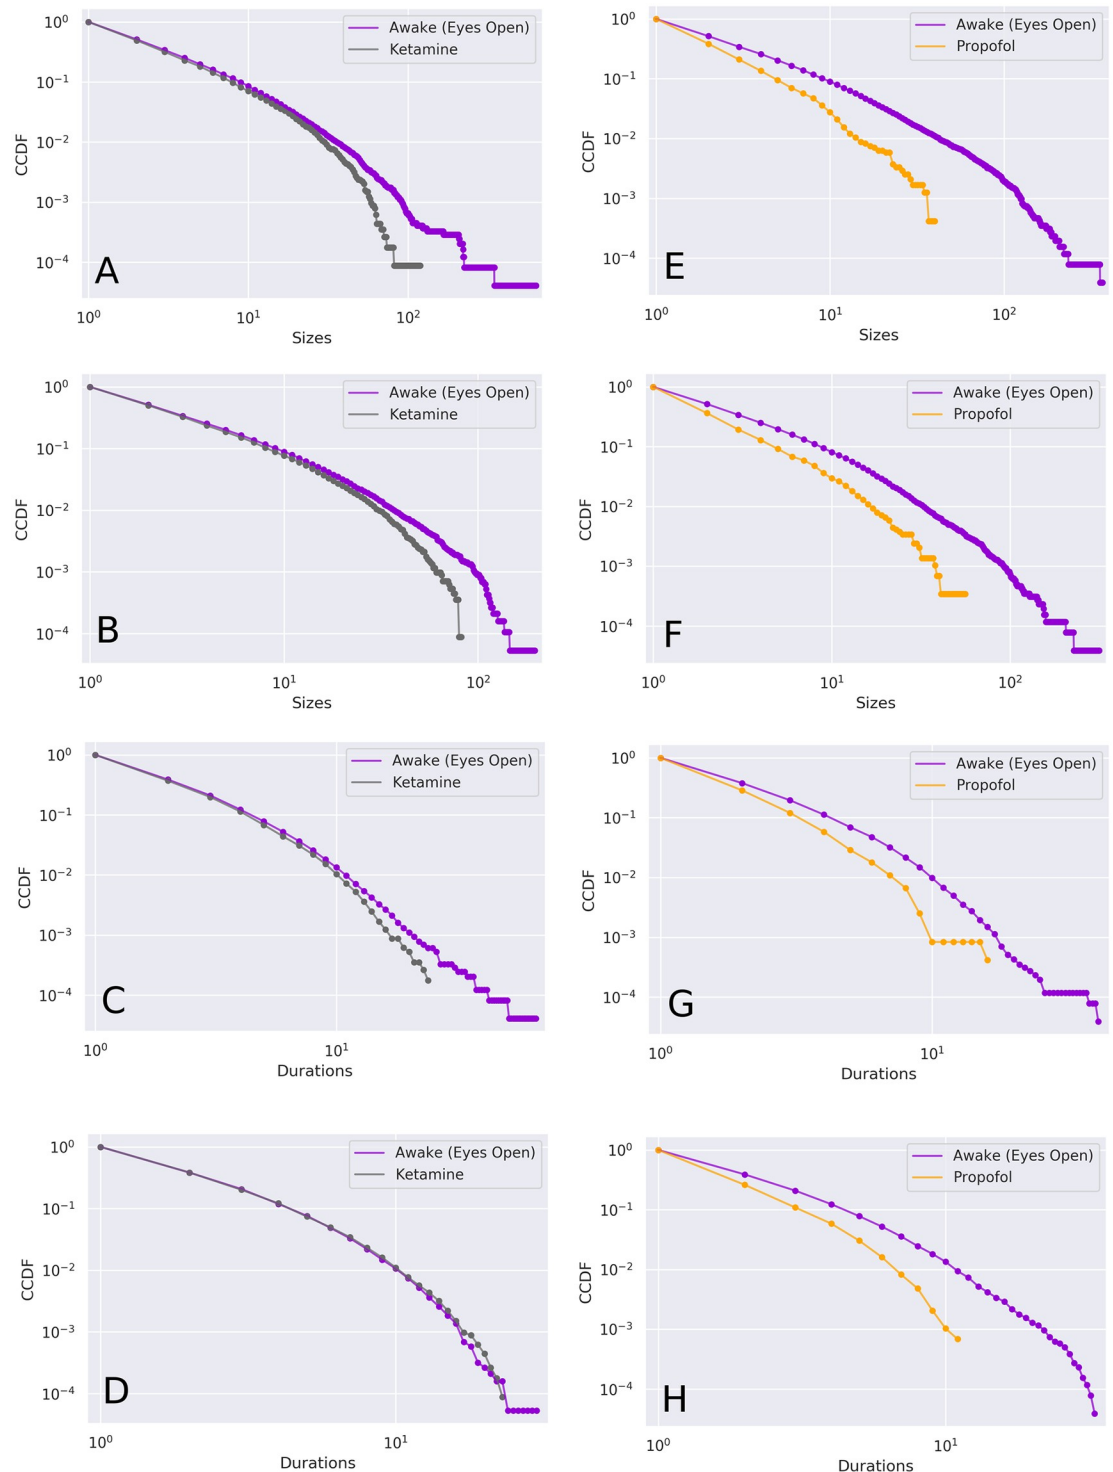 10⁰
10⁻¹
10⁻²
10⁻³
10⁻⁴
CCDF
Awake (Eyes Open)
Ketamine
A
10⁰ 10¹ 10²
Sizes
10⁰
10⁻¹
10⁻²
10⁻³
10⁻⁴
CCDF
Awake (Eyes Open)
Propofol
E
10⁰ 10¹ 10²
Sizes
10⁰
10⁻¹
10⁻²
10⁻³
10⁻⁴
CCDF
Awake (Eyes Open)
Ketamine
B
10⁰ 10¹ 10²
Sizes
10⁰
10⁻¹
10⁻²
10⁻³
10⁻⁴
CCDF
Awake (Eyes Open)
Propofol
F
10⁰ 10¹ 10²
Sizes
10⁰
10⁻¹
10⁻²
10⁻³
10⁻⁴
CCDF
Awake (Eyes Open)
Ketamine
C
10⁰ 10¹
Durations
10⁰
10⁻¹
10⁻²
10⁻³
10⁻⁴
CCDF
Awake (Eyes Open)
Propofol
G
10⁰ 10¹
Durations
10⁰
10⁻¹
10⁻²
10⁻³
10⁻⁴
CCDF
Awake (Eyes Open)
Ketamine
D
10⁰ 10¹
Durations
10⁰
10⁻¹
10⁻²
10⁻³
10⁻⁴
CCDF
Awake (Eyes Open)
Propofol
H
10⁰ 10¹
Durations